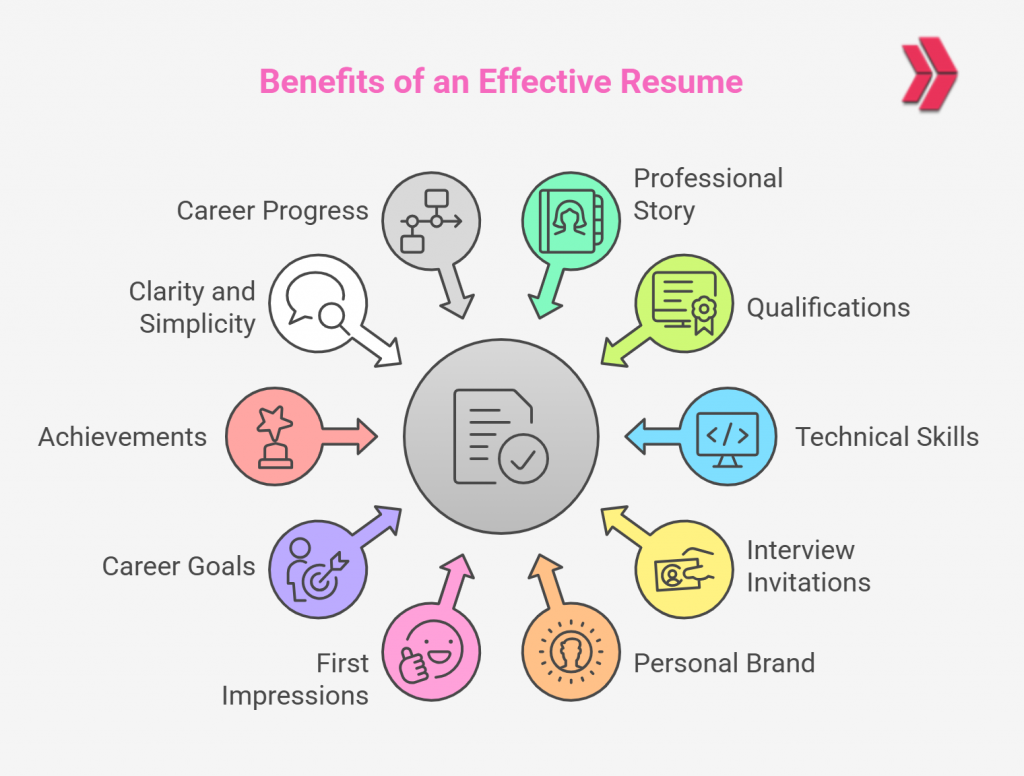 Benefits of an Effective Resume
Career Progress
Professional
Story
Clarity and
Simplicity
Qualifications
Achievements
</>
Technical Skills
Career Goals
Interview
Invitations
First
Impressions
Personal Brand